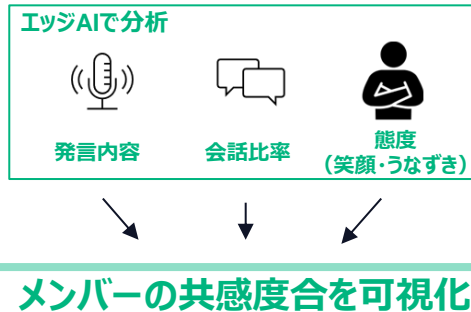 エッジAIで分析
発言内容
会話比率
態度
（笑顔・うなずき）
メンバーの共感度合を可視化